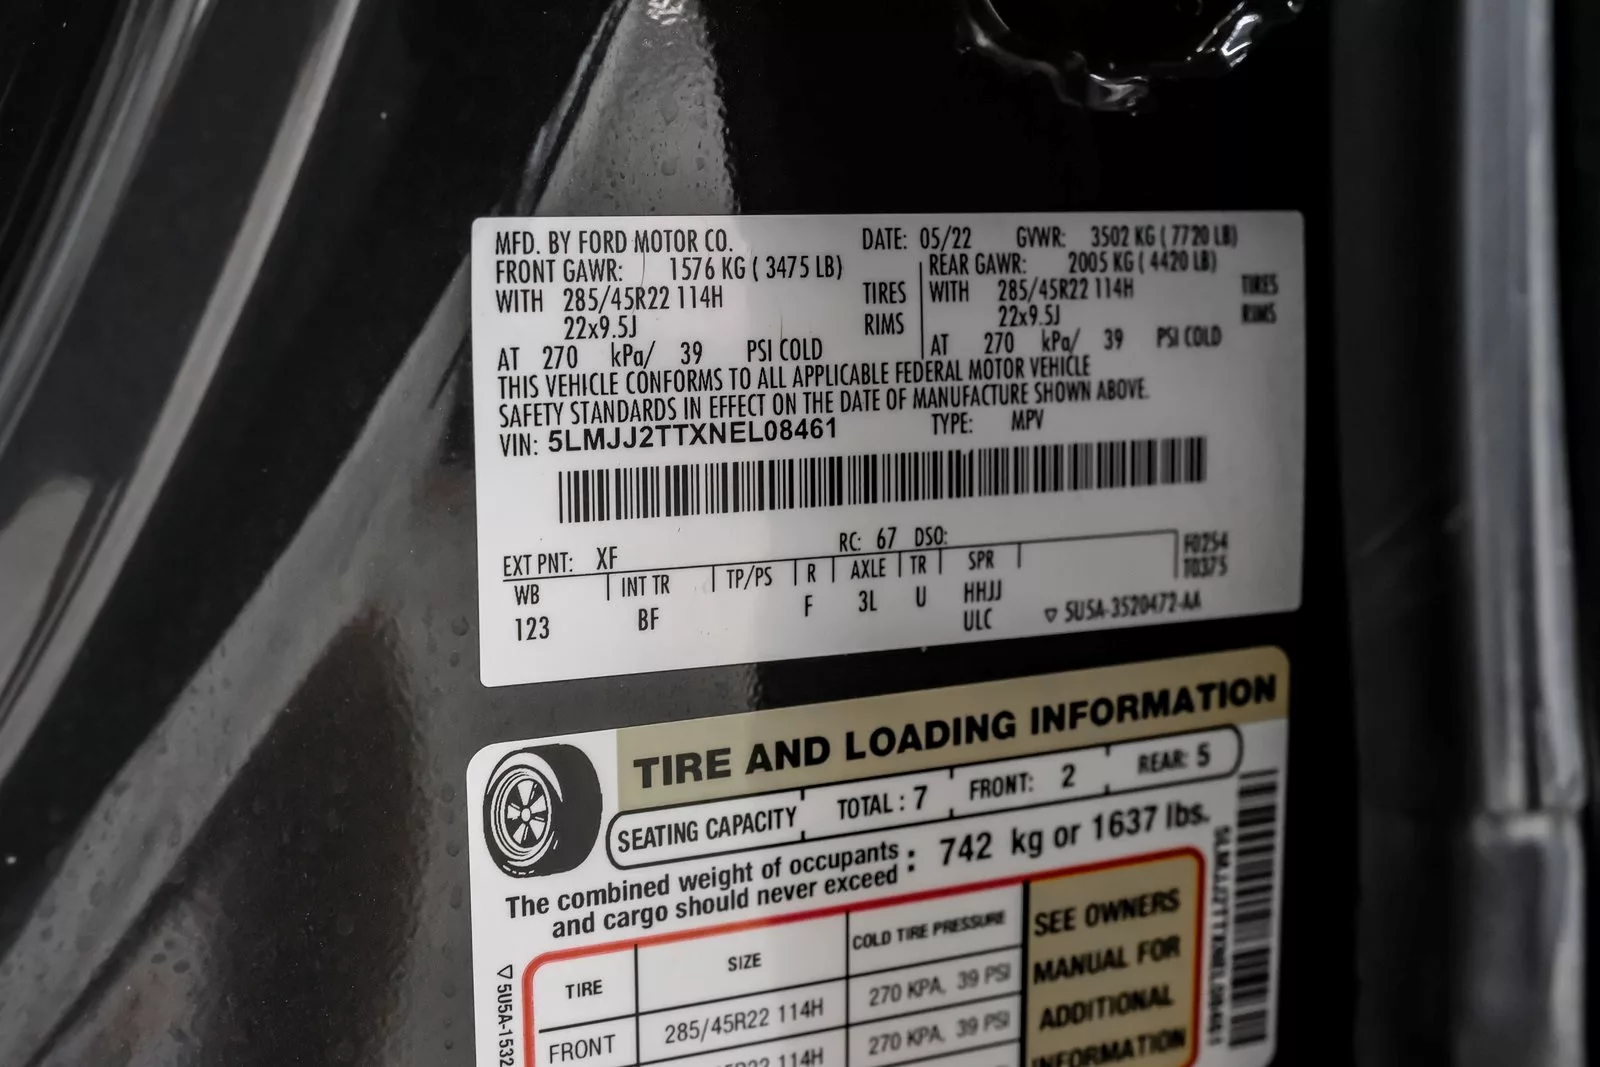 MFD. BY FORD MOTOR CO. DATE: 05/22 GVWR: 3502 KG ( 7720 LB)
FRONT GAWR: 1576 KG ( 3475 LB) REAR GAWR: 2005 KG ( 4420 LB)
WITH 285/45R22 114H TIRES WITH 285/45R22 114H TIRES
22x9.5J RIMS 22x9.5J RIMS
AT 270 kPa/ 39 PSI COLD AT 270 kPa/ 39 PSI COLD
THIS VEHICLE CONFORMS TO ALL APPLICABLE FEDERAL MOTOR VEHICLE
SAFETY STANDARDS IN EFFECT ON THE DATE OF MANUFACTURE SHOWN ABOVE.
VIN: 5LMJJ2TTXNEL08461 TYPE: MPV
EXT PNT: XF RC: 67 DSO: F0254
WB INT TR TP/PS R AXLE TR SPR T0375
123 BF F 3L U HHJJ
ULC ▽ 5U5A-3520472-AA
TIRE AND LOADING INFORMATION
SEATING CAPACITY TOTAL : 7 FRONT: 2 REAR: 5
The combined weight of occupants
and cargo should never exceed : 742 kg or 1637 lbs.
TIRE SIZE COLD TIRE PRESSURE
FRONT 285/45R22 114H 270 KPA, 39 PSI
114H 270 KPA, 39 PSI
SEE OWNERS
MANUAL FOR
ADDITIONAL
INFORMATION
5LMJJ2TTXNEL08461
▽ 5U5A-1532